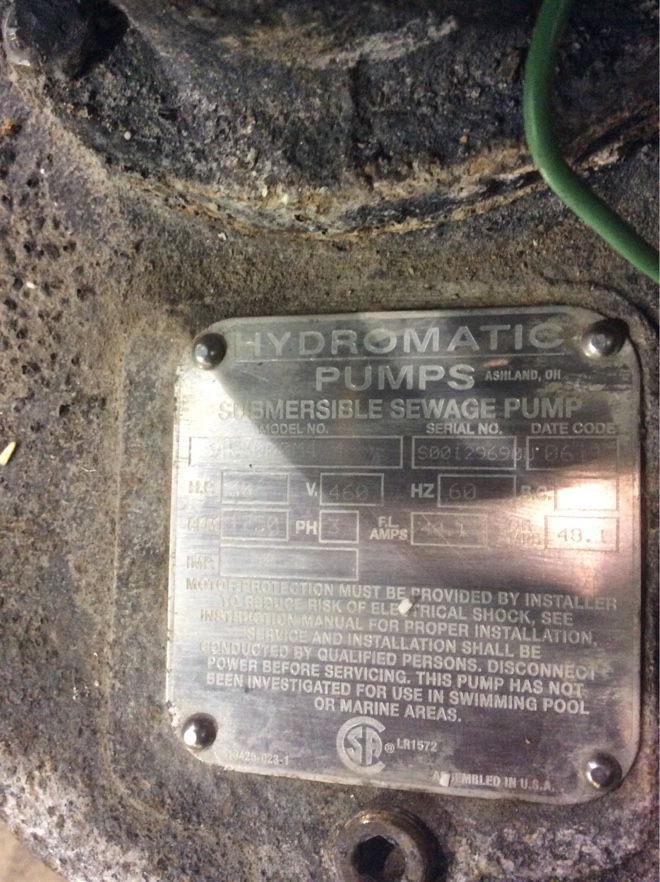 HYDROMATIC
PUMPS ASHLAND, OH
SUBMERSIBLE SEWAGE PUMP
MODEL NO. SERIAL NO. DATE CODE
H.P. V. 460 HZ 60
PH 3 F.L. AMPS 48.1
IMP.
MOTOR PROTECTION MUST BE PROVIDED BY INSTALLER
TO REDUCE RISK OF ELECTRICAL SHOCK, SEE
INSTRUCTION MANUAL FOR PROPER INSTALLATION,
SERVICE AND INSTALLATION SHALL BE
CONDUCTED BY QUALIFIED PERSONS. DISCONNECT
POWER BEFORE SERVICING. THIS PUMP HAS NOT
BEEN INVESTIGATED FOR USE IN SWIMMING POOL
OR MARINE AREAS.
SA ® LR1572
ASSEMBLED IN U.S.A.